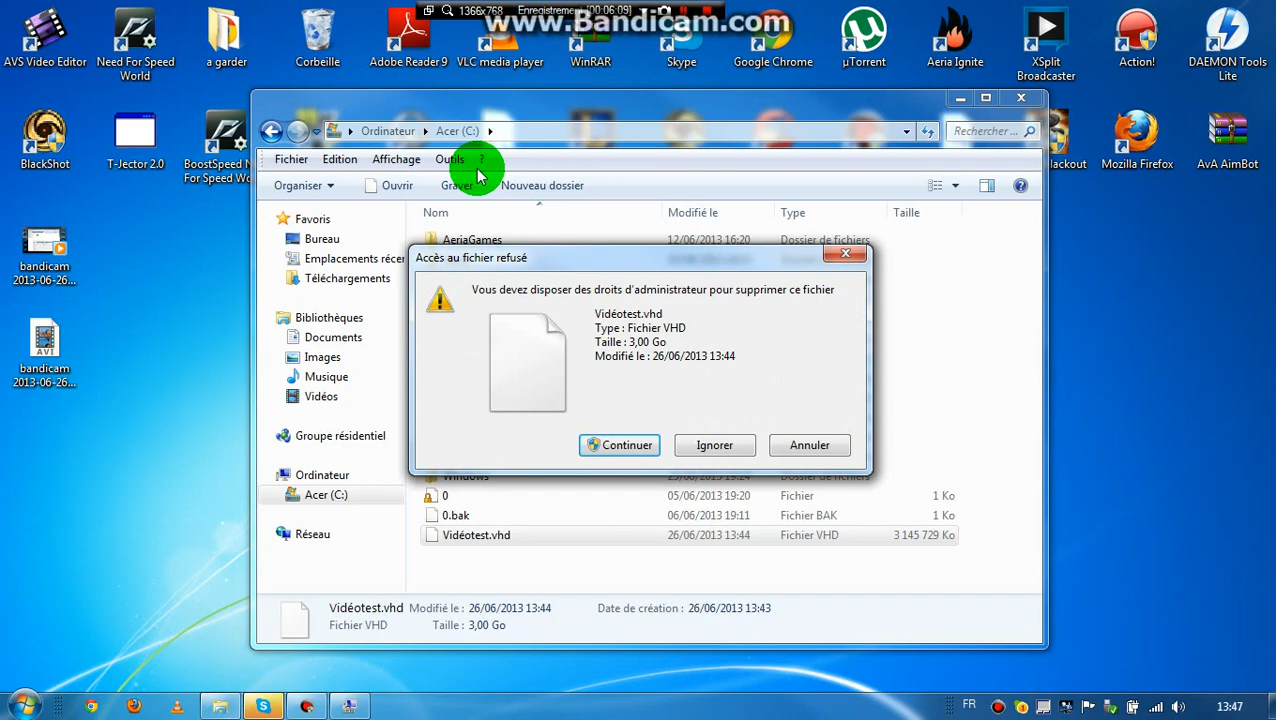 1366x768 Enregistrement (00:06:09)
www.Bandicam.com
AVS Video Editor
Need For Speed World
a garder
Corbeille
Adobe Reader 9
VLC media player
WinRAR
Skype
Google Chrome
µTorrent
Aeria Ignite
XSplit Broadcaster
Action!
DAEMON Tools Lite
BlackShot
T-Jector 2.0
BoostSpeed N
For Speed Wo
ackout
Mozilla Firefox
AvA AimBot
bandicam 2013-06-26...
AVI
bandicam 2013-06-26...
Ordinateur
Acer (C:)
Rechercher ...
Fichier
Edition
Affichage
Outils
?
Organiser
Ouvrir
Graver
Nouveau dossier
Nom
Modifié le
Type
Taille
Favoris
Bureau
Emplacements récen
Téléchargements
Bibliothèques
Documents
Images
Musique
Vidéos
Groupe résidentiel
Ordinateur
Acer (C:)
Réseau
AeriaGames 12/06/2013 16:20 Dossier de fichiers
Accès au fichier refusé
Vous devez disposer des droits d'administrateur pour supprimer ce fichier
Vidéotest.vhd
Type : Fichier VHD
Taille : 3,00 Go
Modifié le : 26/06/2013 13:44
Continuer
Ignorer
Annuler
Windows
0 05/06/2013 19:20 Fichier 1 Ko
0.bak 06/06/2013 19:11 Fichier BAK 1 Ko
Vidéotest.vhd 26/06/2013 13:44 Fichier VHD 3 145 729 Ko
Vidéotest.vhd Modifié le : 26/06/2013 13:44 Date de création : 26/06/2013 13:43
Fichier VHD Taille : 3,00 Go
FR
13:47